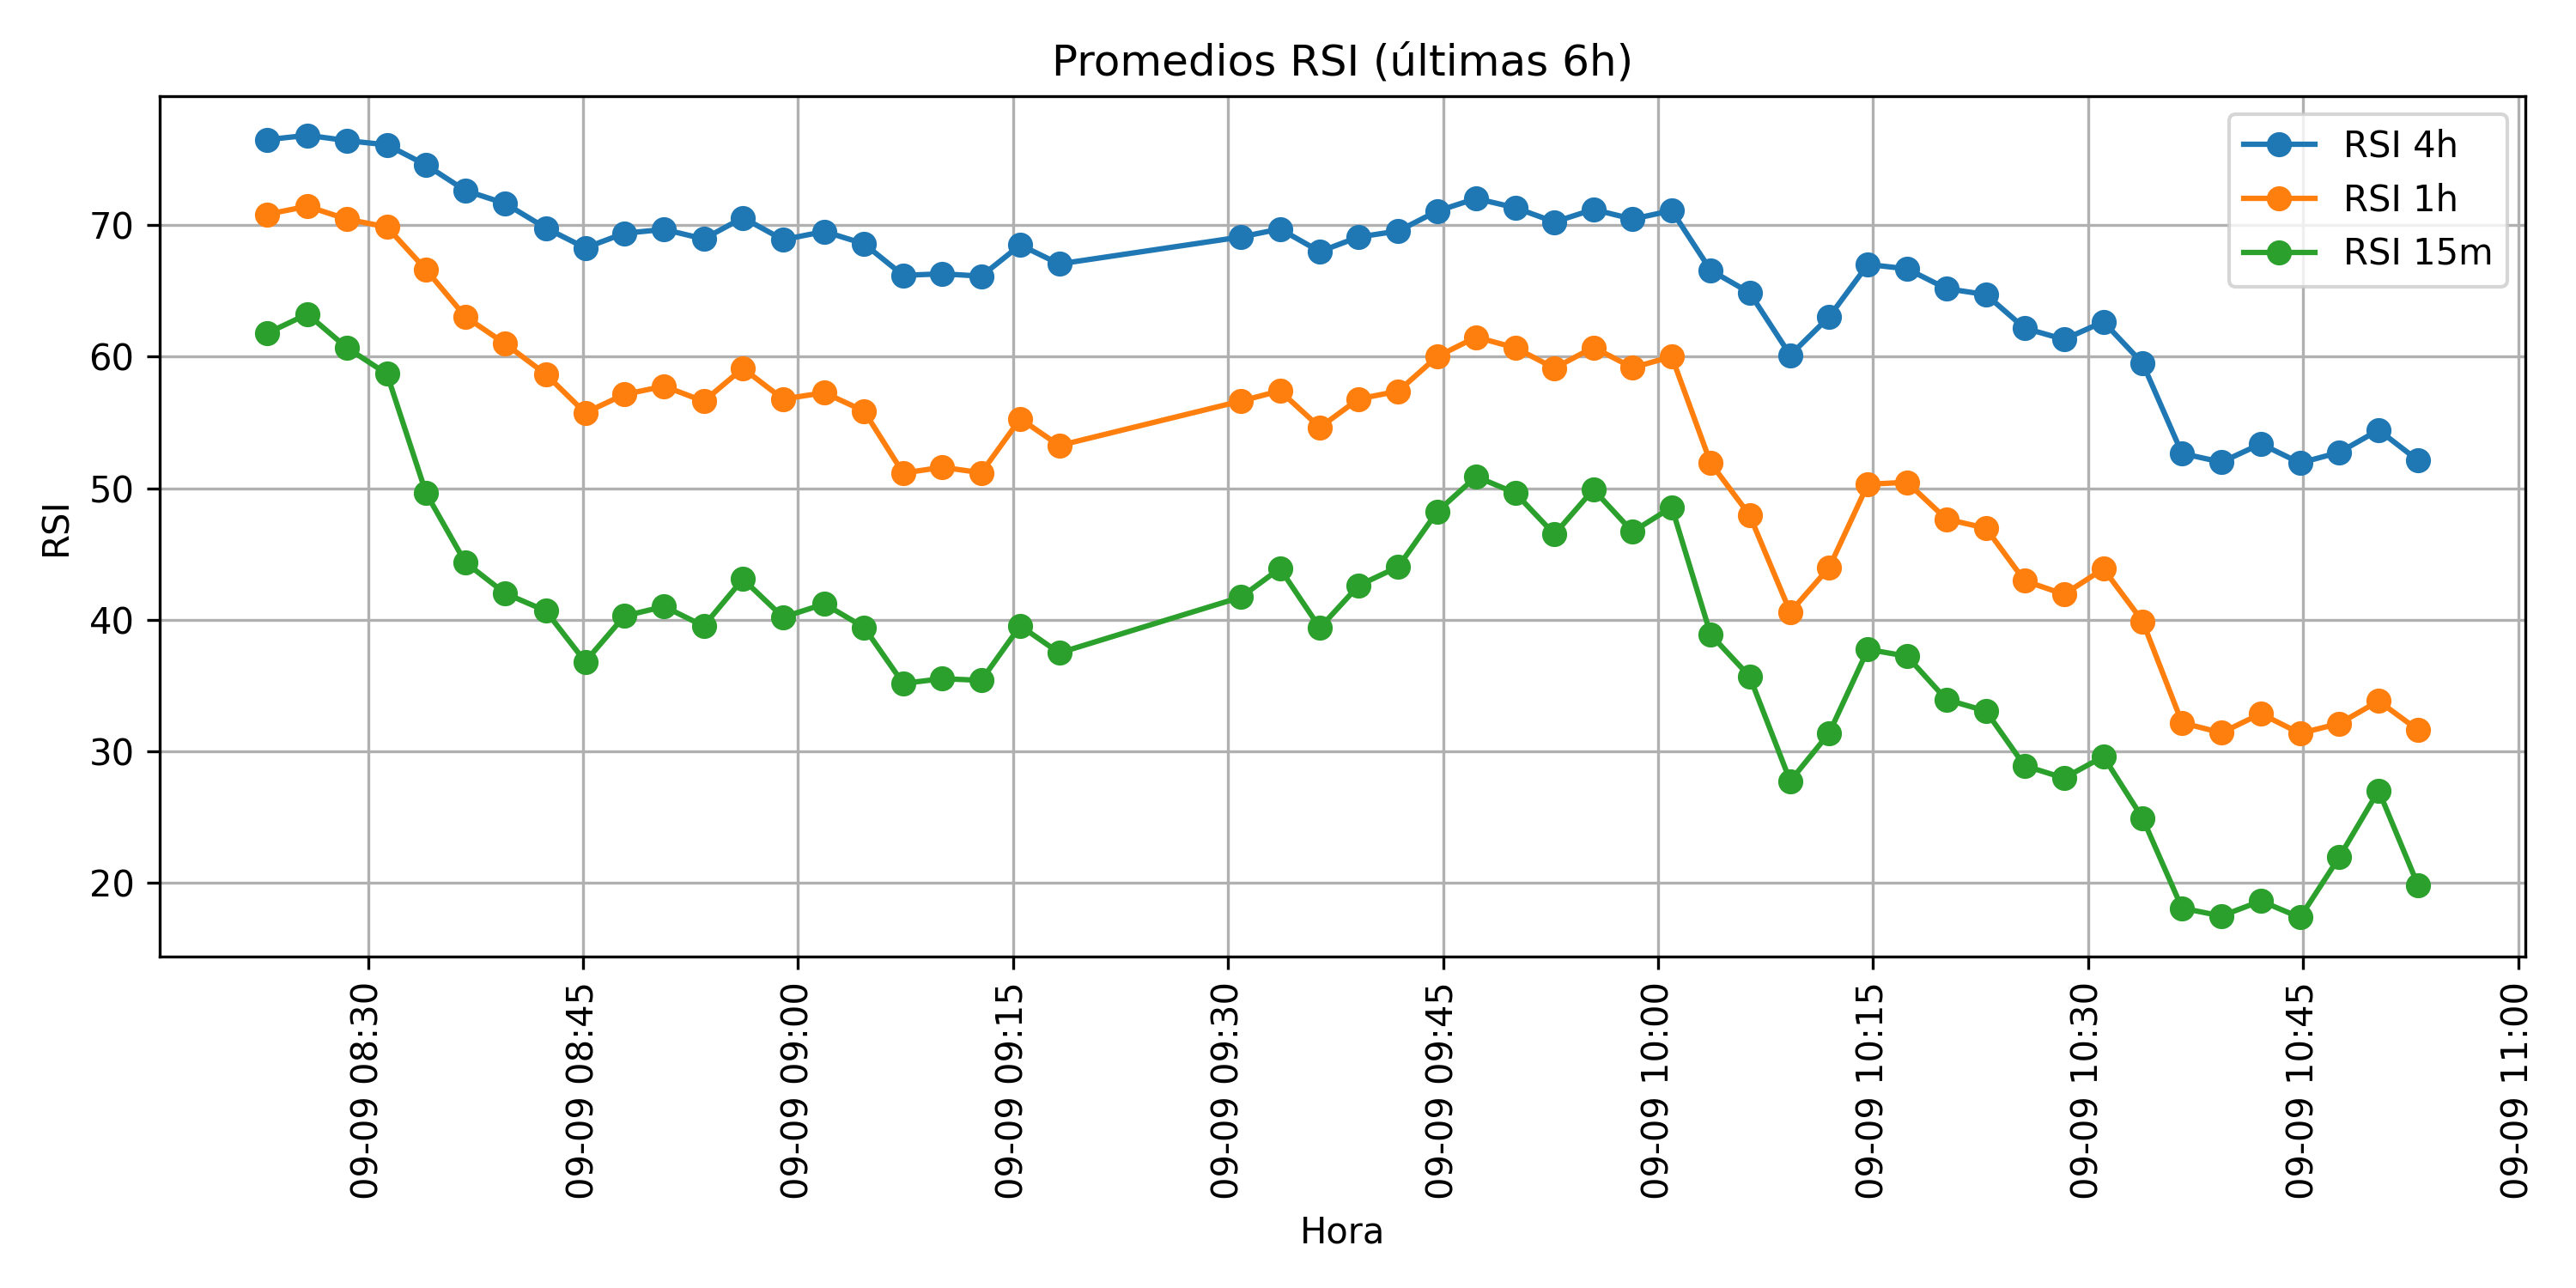 Promedios RSI (últimas 6h)
RSI 4h
RSI 1h
RSI 15m
RSI
70
60
50
40
30
20
09-09 08:30
09-09 08:45
09-09 09:00
09-09 09:15
09-09 09:30
09-09 09:45
09-09 10:00
09-09 10:15
09-09 10:30
09-09 10:45
09-09 11:00
Hora